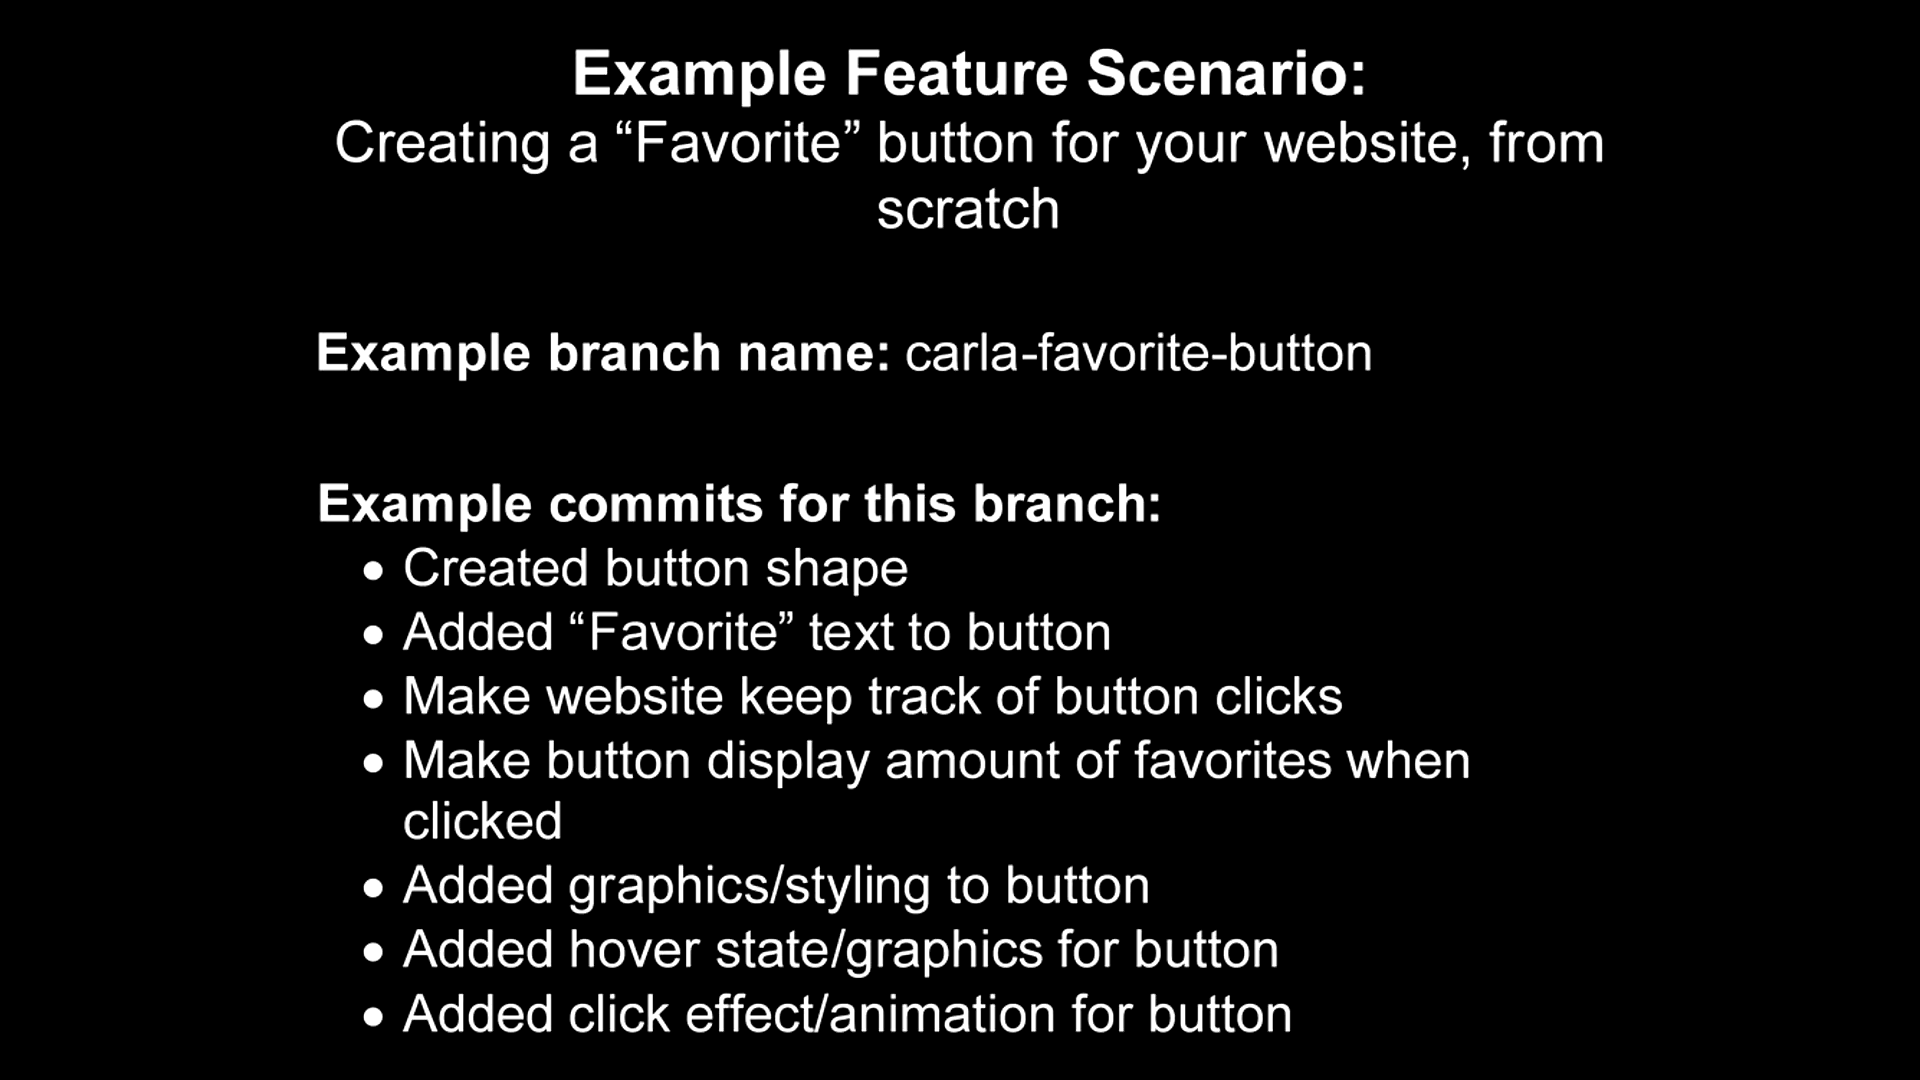 Example Feature Scenario:
Creating a “Favorite” button for your website, from
scratch
Example branch name: carla-favorite-button
Example commits for this branch:
• Created button shape
• Added “Favorite” text to button
• Make website keep track of button clicks
• Make button display amount of favorites when
clicked
• Added graphics/styling to button
• Added hover state/graphics for button
• Added click effect/animation for button